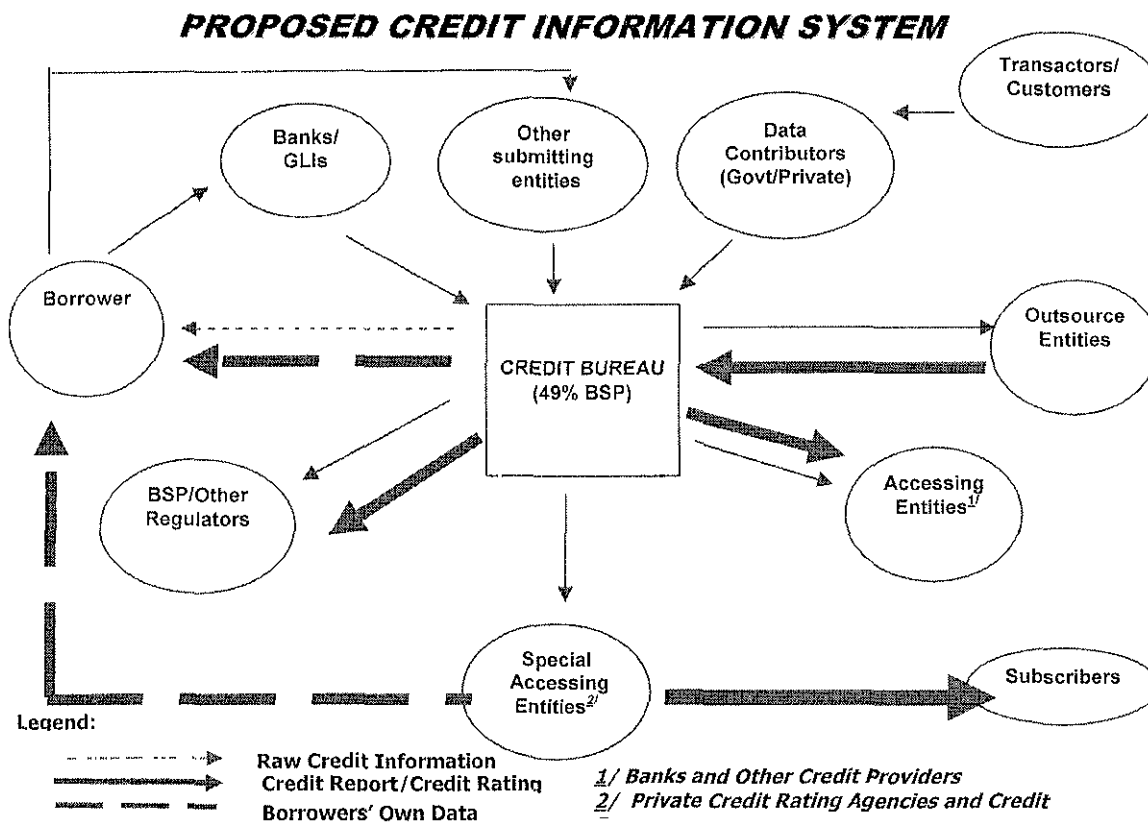 PROPOSED CREDIT INFORMATION SYSTEM
Transactors/
Customers
Banks/
GLIs
Other
submitting
entities
Data
Contributors
(Govt/Private)
Borrower
CREDIT BUREAU
(49% BSP)
Outsource
Entities
BSP/Other
Regulators
Accessing
Entities1/
Special
Accessing
Entities2/
Subscribers
Legend:
Raw Credit Information
Credit Report/Credit Rating
Borrowers' Own Data
1/ Banks and Other Credit Providers
2/ Private Credit Rating Agencies and Credit